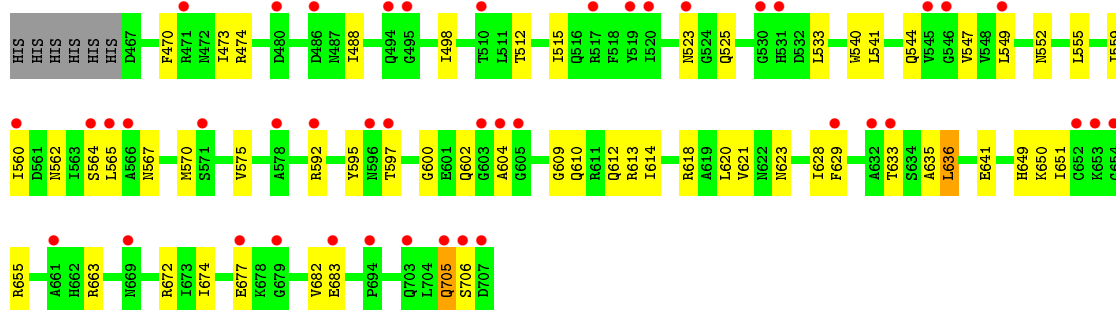 HIS HIS HIS HIS HIS HIS D467 F470 R471 N472 I473 R474 D480 D486 N487 I488 Q494 G495 I498 T510 L511 T512 I515 Q516 R517 F518 Y519 I520 N523 G524 Q525 G530 H531 D532 L533 W540 L541 Q544 V545 G546 V547 V548 L549 N552 L555
I560 D561 N562 I563 S564 L565 A566 N567 M570 S571 V575 A578 R592 Y595 N596 T597 G600 E601 Q602 G603 A604 G605 G609 Q610 R611 Q612 R613 I614 R618 A619 L620 V621 N622 N623 I628 F629 A632 T633 S634 A635 L636 E641 H649 K650 I651 C652 K653
R655 A661 H662 R663 N669 R672 I673 I674 E677 K678 G679 V682 E683 P694 Q703 L704 Q705 S706 D707